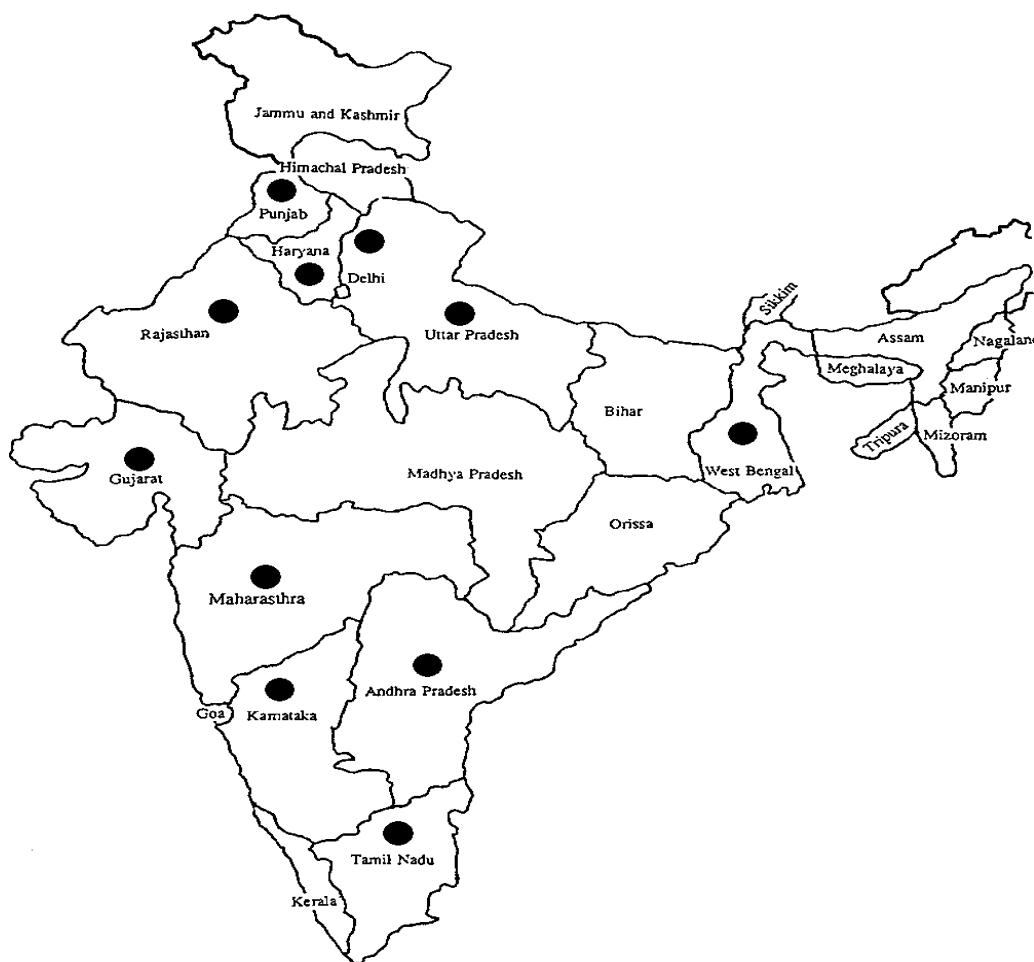 Jammu and Kashmir
Himachal Pradesh
Punjab
Haryana
Delhi
Sikkim
Rajasthan
Uttar Pradesh
Assam
Nagaland
Meghalaya
Manipur
Bihar
Tripura
Mizoram
West Bengal
Gujarat
Madhya Pradesh
Orissa
Maharasthra
Andhra Pradesh
Goa
Karnataka
Tamil Nadu
Kerala